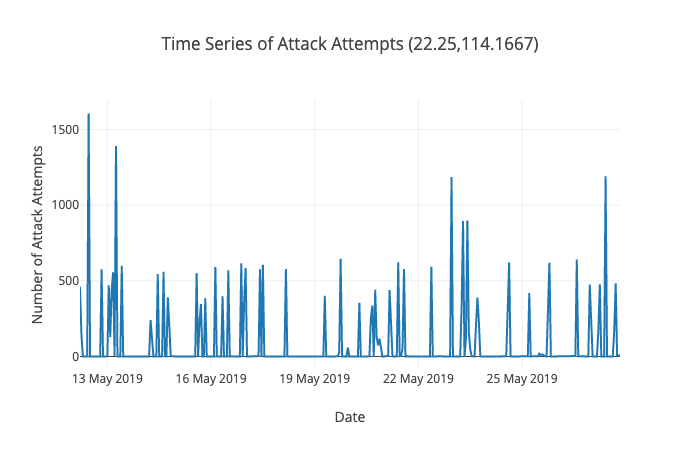 Time Series of Attack Attempts (22.25,114.1667)
Number of Attack Attempts
1500
1000
500
0
13 May 2019
16 May 2019
19 May 2019
22 May 2019
25 May 2019
Date